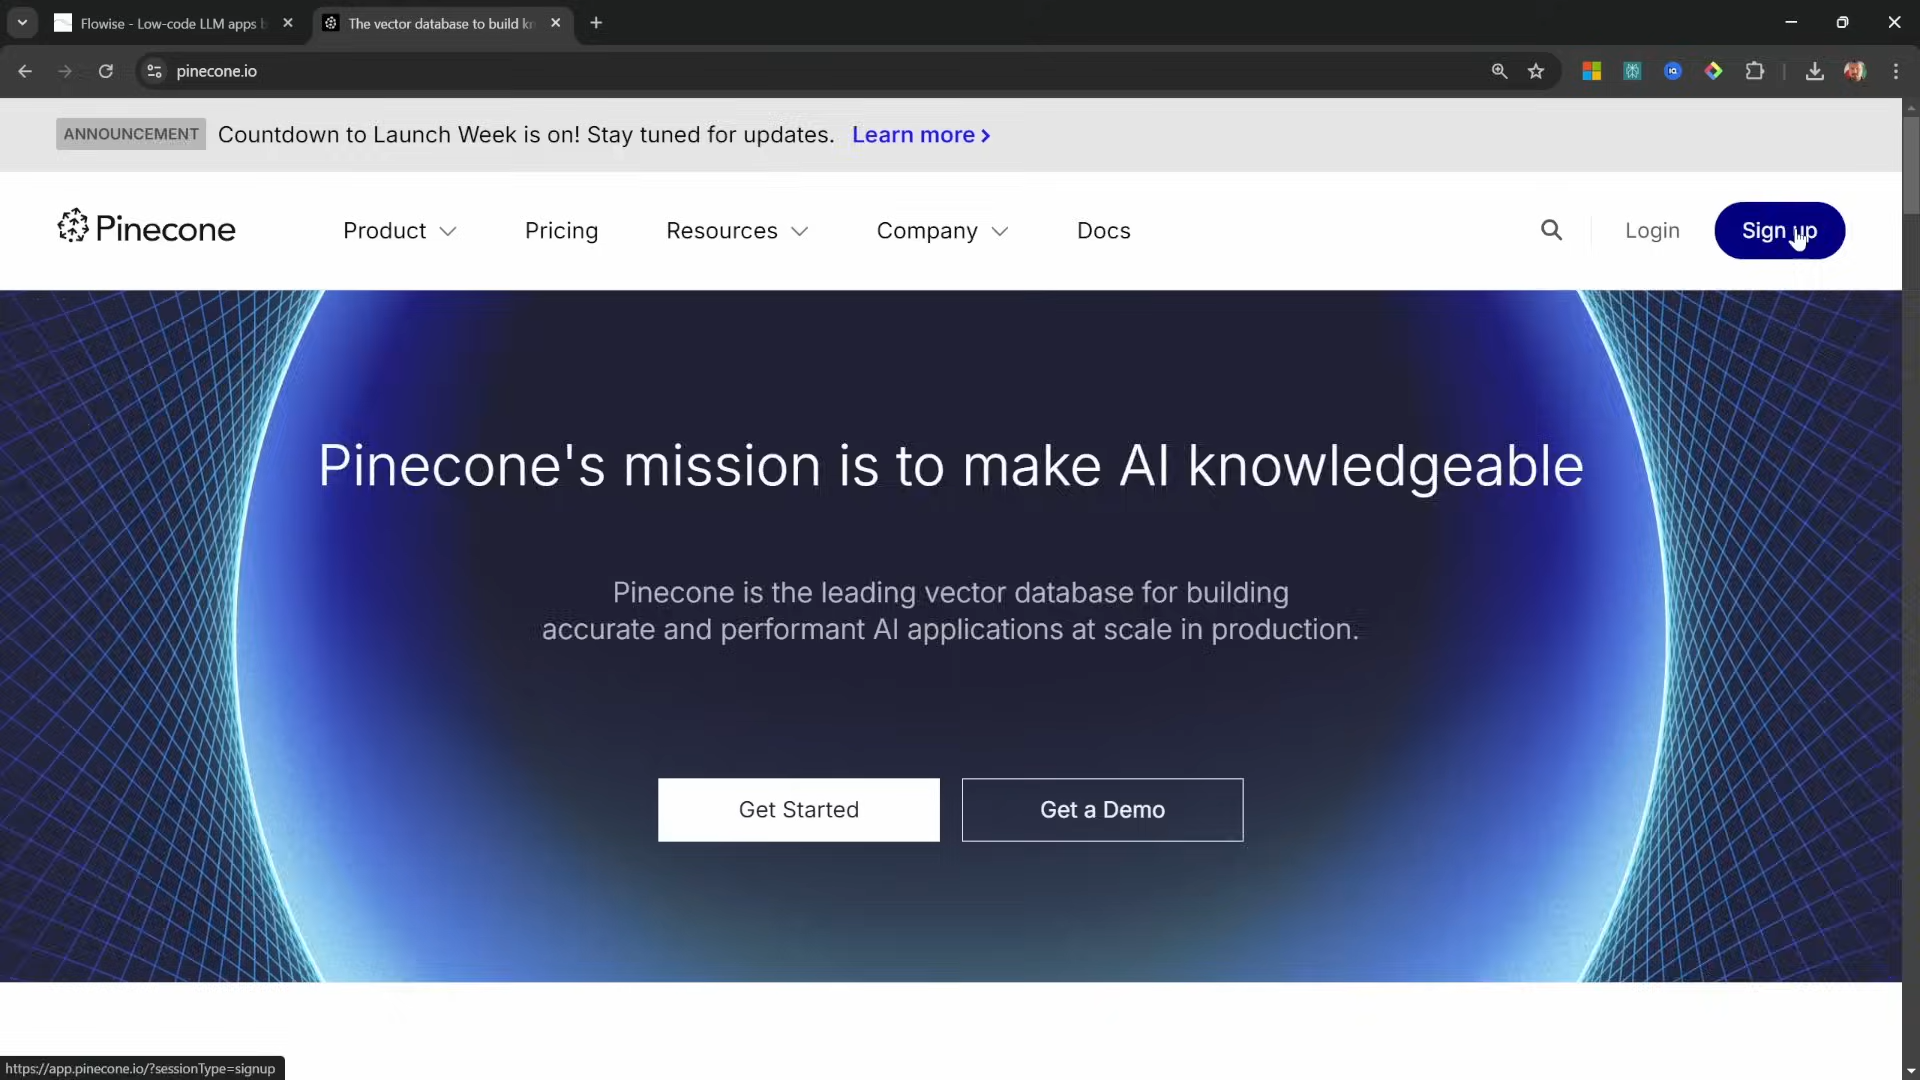 Flowise - Low-code LLM apps b
The vector database to build kn
pinecone.io
ANNOUNCEMENT Countdown to Launch Week is on! Stay tuned for updates. Learn more >
Pinecone Product Pricing Resources Company Docs Login Sign up
Pinecone's mission is to make AI knowledgeable
Pinecone is the leading vector database for building
accurate and performant AI applications at scale in production.
Get Started Get a Demo
https://app.pinecone.io/?sessionType=signup